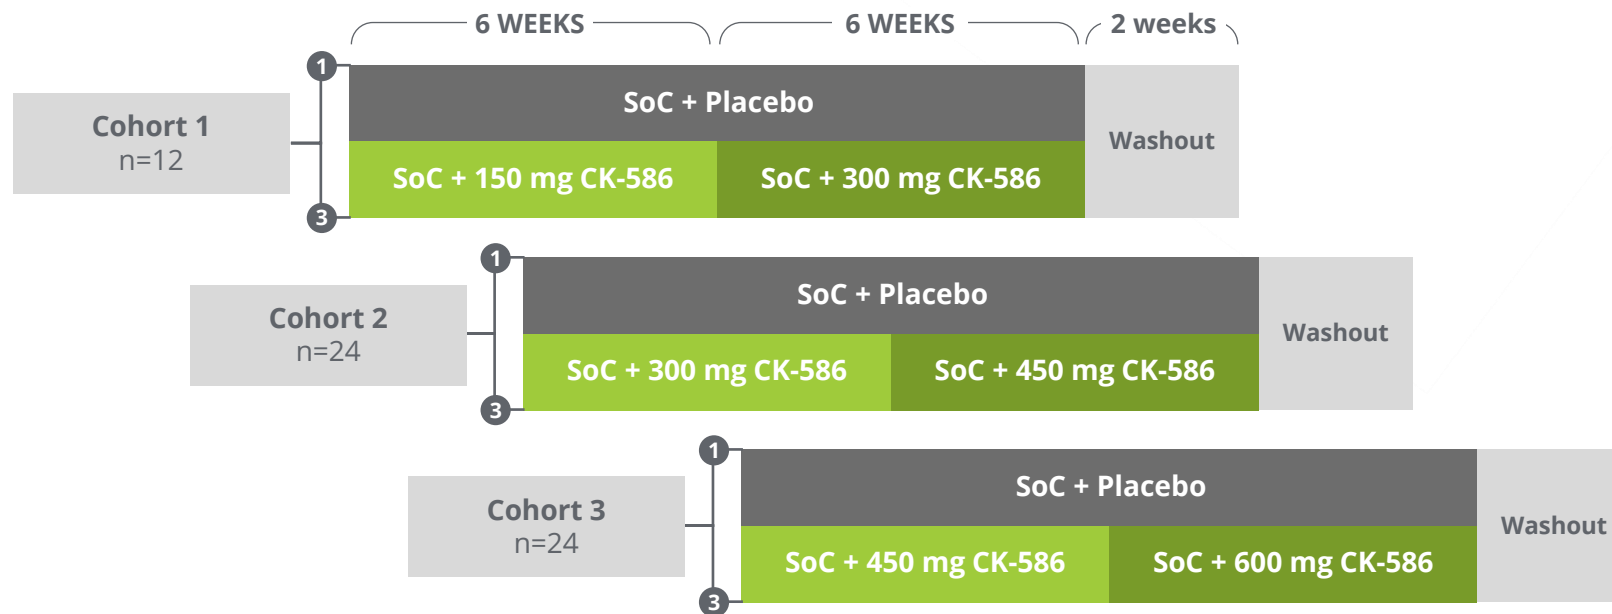 6 WEEKS
6 WEEKS
2 weeks
1
SoC + Placebo
Cohort 1
n=12
Washout
SoC + 150 mg CK-586
SoC + 300 mg CK-586
3
1
SoC + Placebo
Cohort 2
n=24
Washout
SoC + 300 mg CK-586
SoC + 450 mg CK-586
3
1
SoC + Placebo
Cohort 3
n=24
Washout
SoC + 450 mg CK-586
SoC + 600 mg CK-586
3